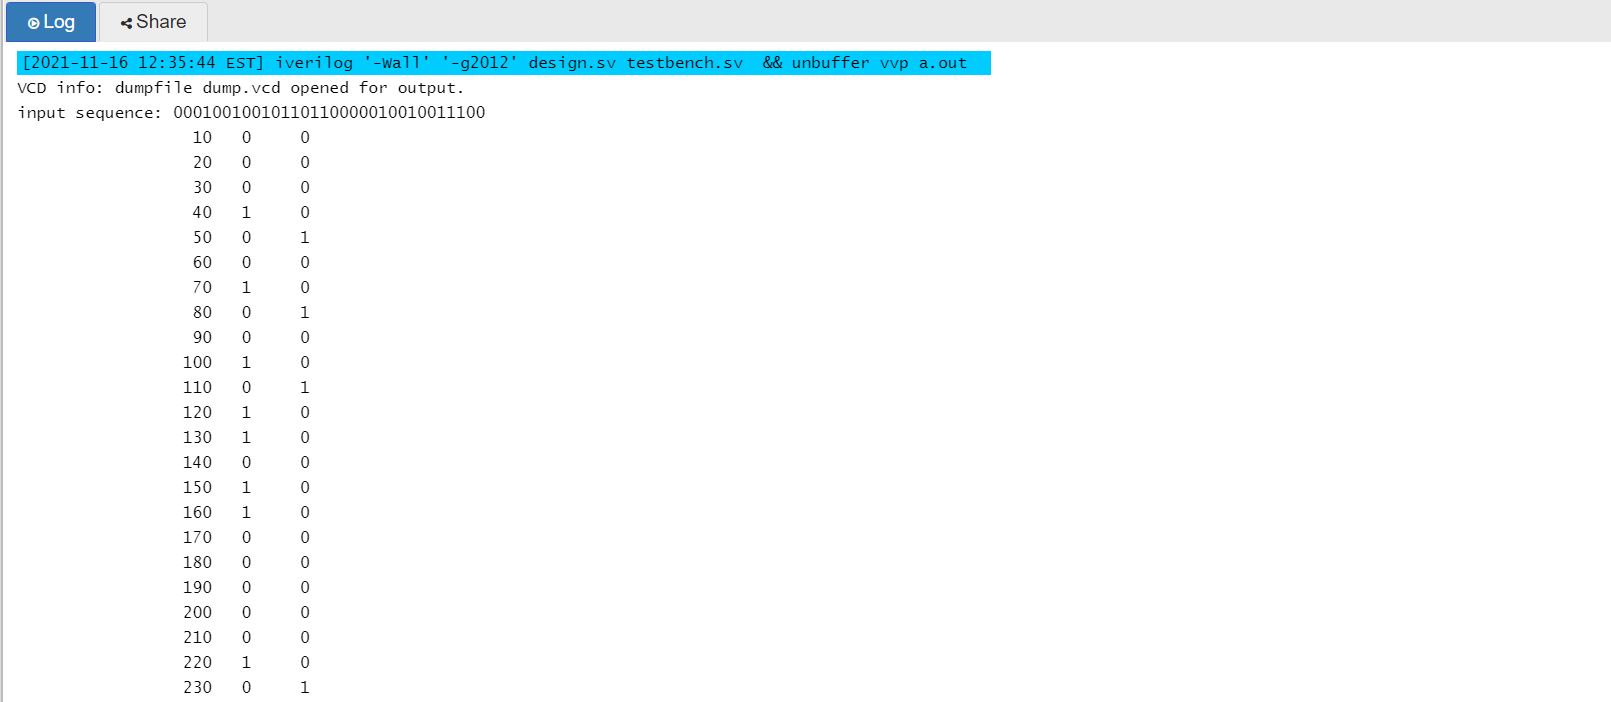 Log Share
[2021-11-16 12:35:44 EST] iverilog '-Wall' '-g2012' design.sv testbench.sv && unbuffer vvp a.out
VCD info: dumpfile dump.vcd opened for output.
input sequence: 00010010010110110000010010011100
10 0 0
20 0 0
30 0 0
40 1 0
50 0 1
60 0 0
70 1 0
80 0 1
90 0 0
100 1 0
110 0 1
120 1 0
130 1 0
140 0 0
150 1 0
160 1 0
170 0 0
180 0 0
190 0 0
200 0 0
210 0 0
220 1 0
230 0 1